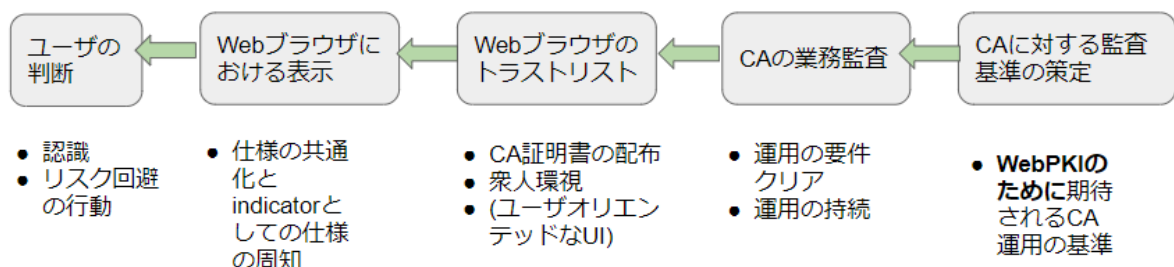 ユーザの
判断
Webブラウザに
おける表示
Webブラウザの
トラストリスト
CAの業務監査
CAに対する監査
基準の策定
● 認識
● リスク回避
の行動
● 仕様の共通
化と
indicatorと
しての仕様
の周知
● CA証明書の配布
● 衆人環視
● (ユーザオリエン
テッドなUI)
● 運用の要件
クリア
● 運用の持続
● WebPKIの
ために期待
されるCA
運用の基準